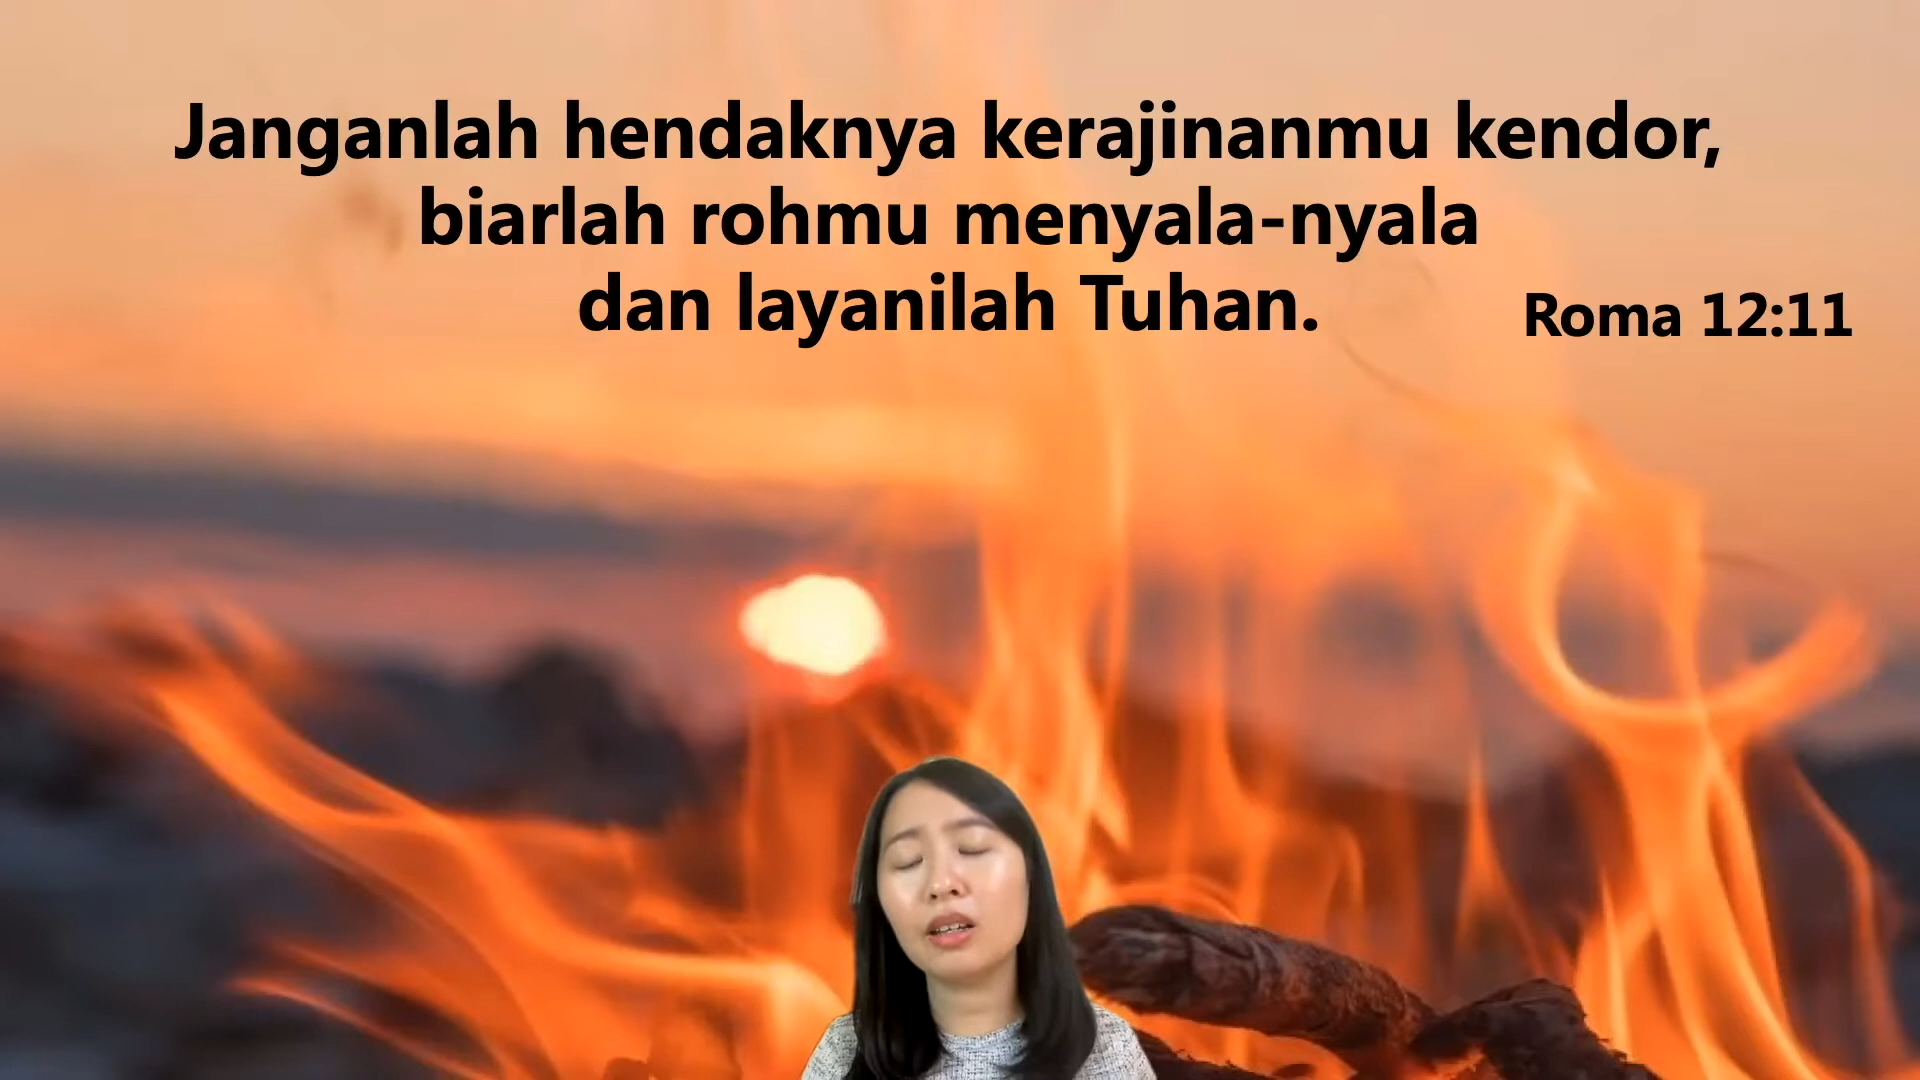 Janganlah hendaknya kerajinanmu kendor,
biarlah rohmu menyala-nyala
dan layanilah Tuhan.
Roma 12:11